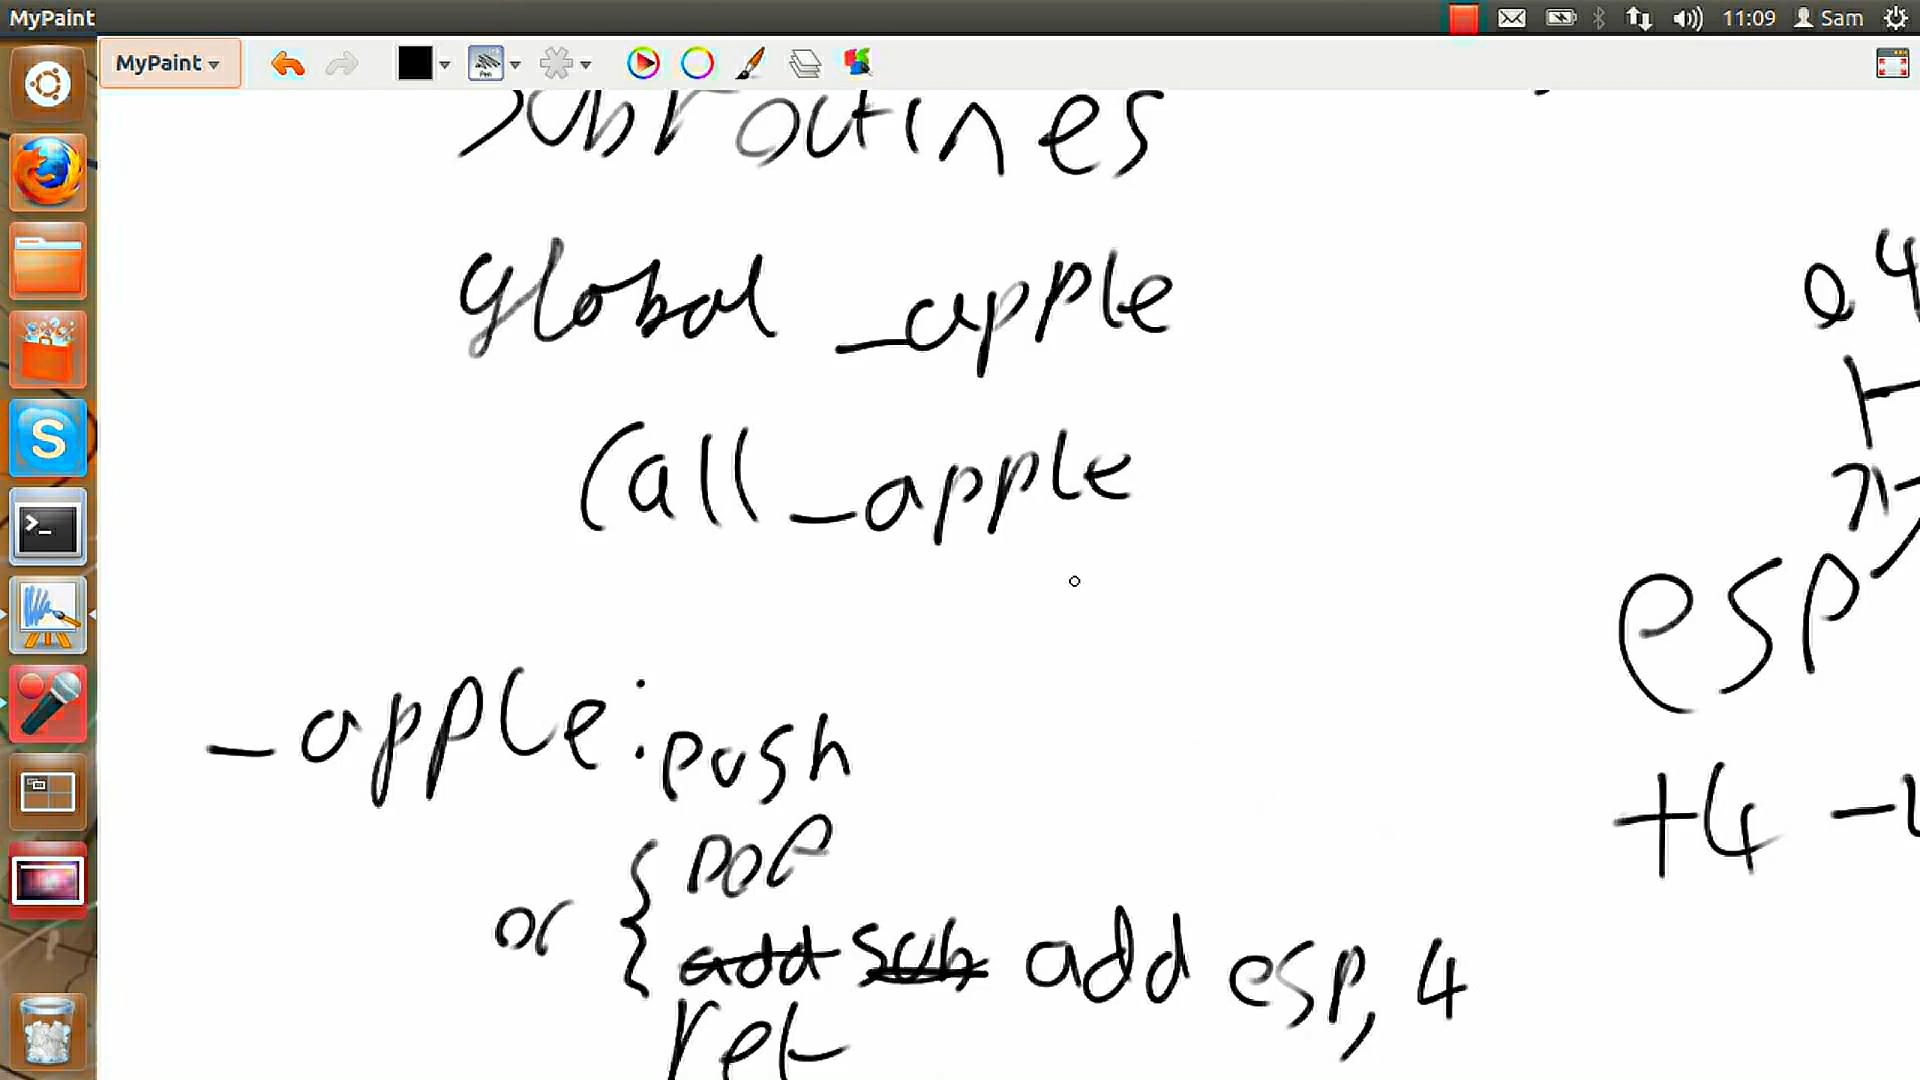 MyPaint
11:09 Sam
MyPaint
subroutines
global _apple
call _apple
_apple: push
or { pop
add sub add esp, 4
ret
esp
+4 -